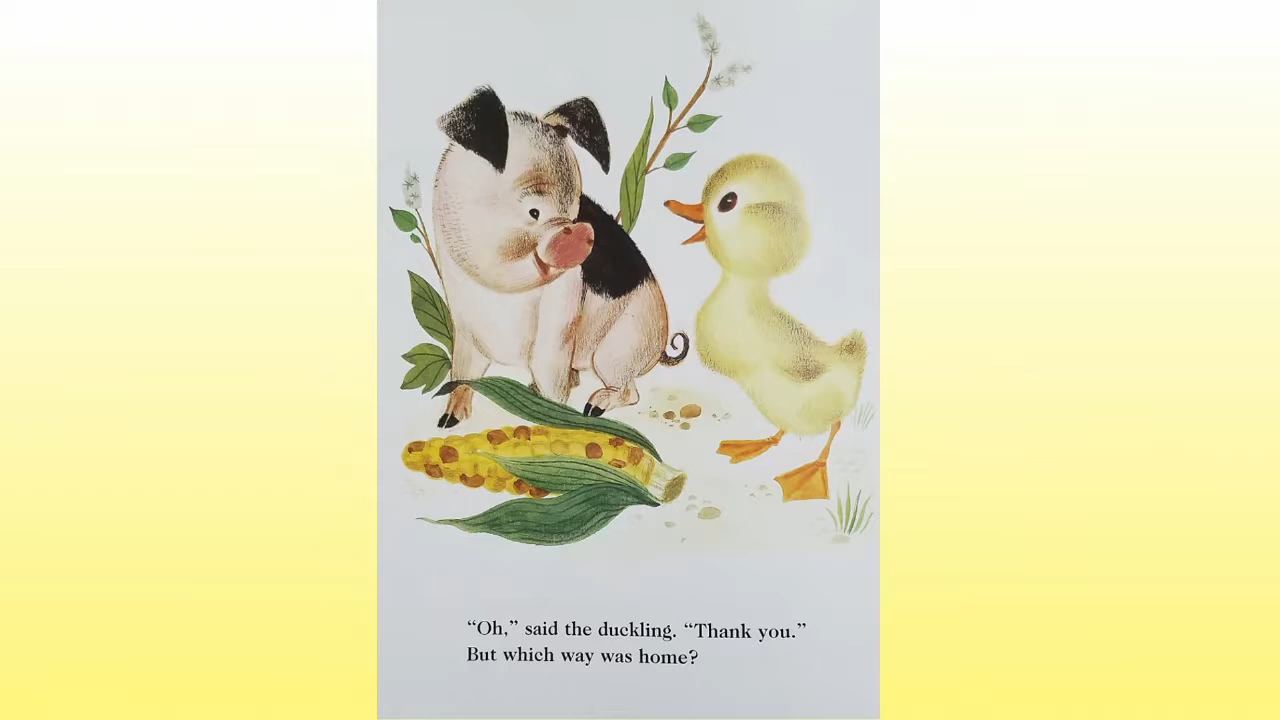 “Oh,” said the duckling. “Thank you.”
But which way was home?